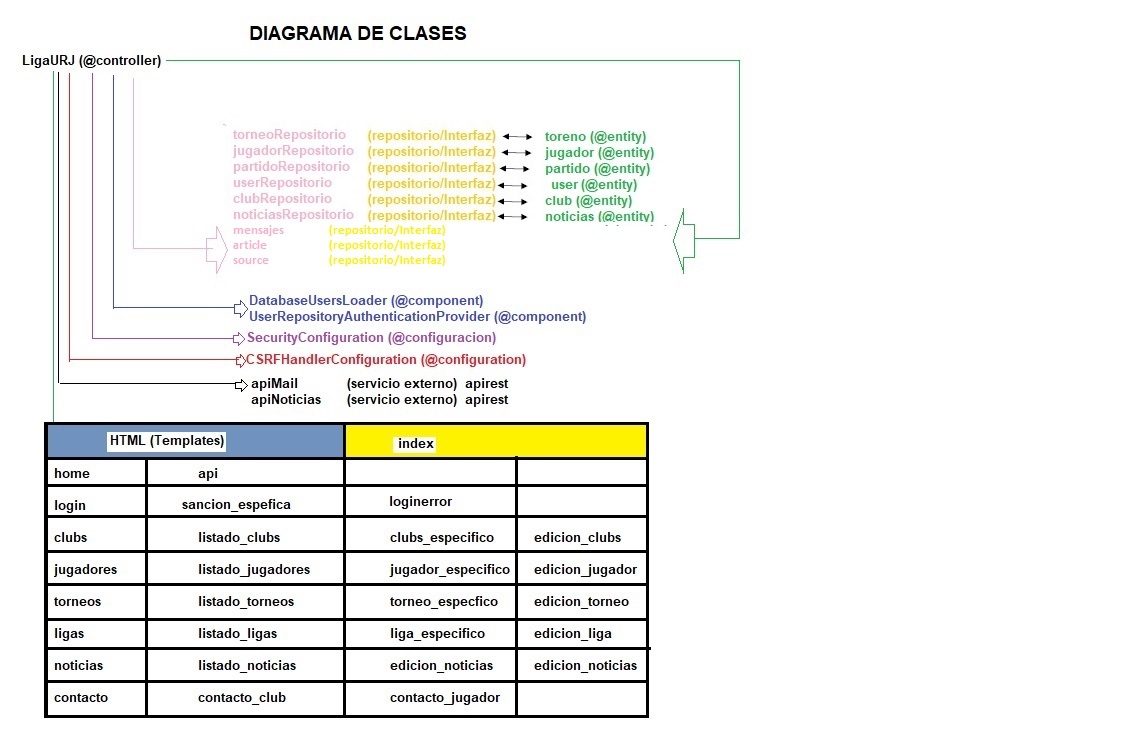 DIAGRAMA DE CLASES
LigaURJ (@controller)
torneoRepositorio (repositorio/Interfaz) toreno (@entity)
jugadorRepositorio (repositorio/Interfaz) jugador (@entity)
partidoRepositorio (repositorio/Interfaz) partido (@entity)
userRepositorio (repositorio/Interfaz) user (@entity)
clubRepositorio (repositorio/Interfaz) club (@entity)
noticiasRepositorio (repositorio/Interfaz) noticias (@entity)
mensajes (repositorio/Interfaz)
article (repositorio/Interfaz)
source (repositorio/Interfaz)
DatabaseUsersLoader (@component)
UserRepositoryAuthenticationProvider (@component)
SecurityConfiguration (@configuracion)
CSRFHandlerConfiguration (@configuration)
apiMail (servicio externo) apirest
apiNoticias (servicio externo) apirest
HTML (Templates) index
home api
login sancion_espefica loginerror
clubs listado_clubs clubs_especifico edicion_clubs
jugadores listado_jugadores jugador_especifico edicion_jugador
torneos listado_torneos torneo_especfico edicion_torneo
ligas listado_ligas liga_especifico edicion_liga
noticias listado_noticias edicion_noticias edicion_noticias
contacto contacto_club contacto_jugador